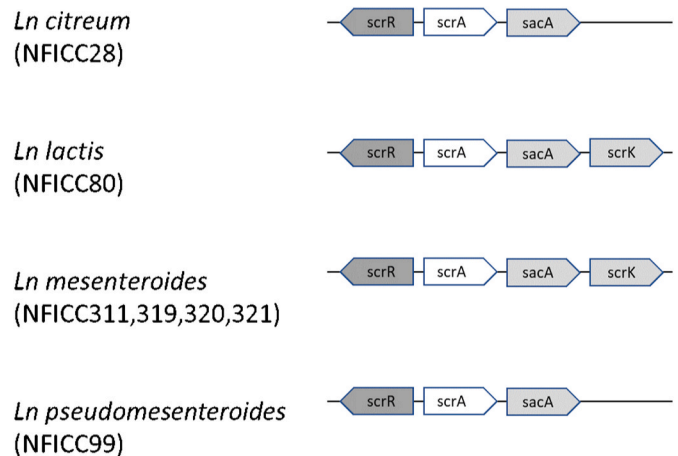 Ln citreum
(NFICC28)
scrR scrA sacA
Ln lactis
(NFICC80)
scrR scrA sacA scrK
Ln mesenteroides
(NFICC311,319,320,321)
scrR scrA sacA scrK
Ln pseudomesenteroides
(NFICC99)
scrR scrA sacA